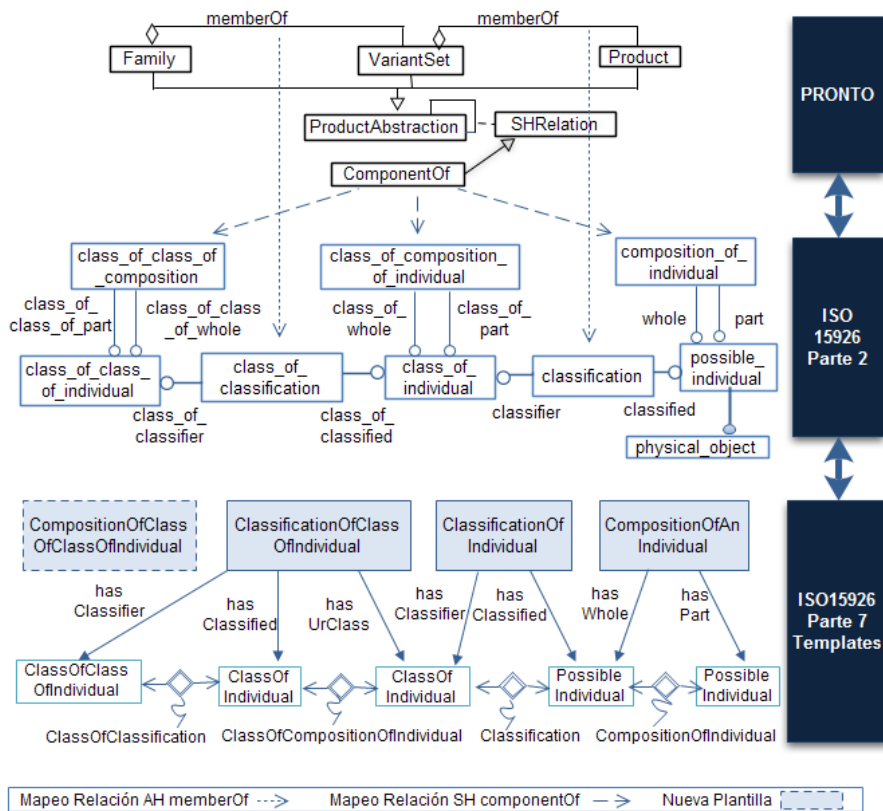 memberOf
memberOf
Family
VariantSet
Product
PRONTO
ProductAbstraction
SHRelation
ComponentOf
class_of_class_of
_composition
class_of_composition_
of_individual
composition_of_
individual
class_of_
class_of_part
class_of_class
_of_whole
class_of_
whole
class_of_
part
whole
part
ISO
15926
Parte 2
class_of_class_
of_individual
class_of_
classification
class_of_
individual
classification
possible_
individual
class_of_
classifier
class_of_
classified
classifier
classified
physical_object
CompositionOfClass
OfClassOfIndividual
ClassificationOfClass
OfIndividual
ClassificationOf
Individual
CompositionOfAn
Individual
has
Classifier
has
Classified
has
UrClass
has
Classifier
has
Classified
has
Whole
has
Part
ISO15926
Parte 7
Templates
ClassOfClass
OfIndividual
ClassOf
Individual
ClassOf
Individual
Possible
Individual
Possible
Individual
ClassOfClassification
ClassOfCompositionOfIndividual
Classification
CompositionOfIndividual
Mapeo Relación AH memberOf
Mapeo Relación SH componentOf
Nueva Plantilla